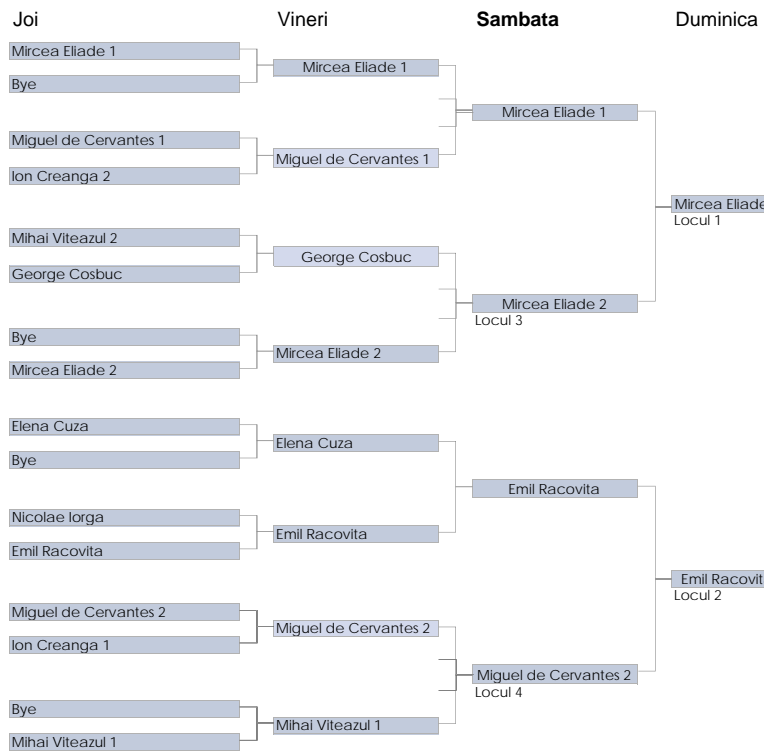 Joi
Vineri
Sambata
Duminica
Mircea Eliade 1
Bye
Mircea Eliade 1
Miguel de Cervantes 1
Ion Creanga 2
Miguel de Cervantes 1
Mircea Eliade 1
Mihai Viteazul 2
George Cosbuc
George Cosbuc
Bye
Mircea Eliade 2
Mircea Eliade 2
Mircea Eliade 2
Locul 3
Mircea Eliade
Locul 1
Elena Cuza
Bye
Elena Cuza
Nicolae Iorga
Emil Racovita
Emil Racovita
Emil Racovita
Miguel de Cervantes 2
Ion Creanga 1
Miguel de Cervantes 2
Bye
Mihai Viteazul 1
Mihai Viteazul 1
Miguel de Cervantes 2
Locul 4
Emil Racovit
Locul 2